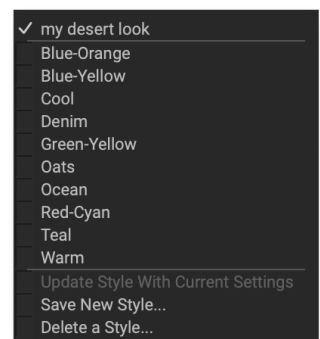 my desert look
Blue-Orange
Blue-Yellow
Cool
Denim
Green-Yellow
Oats
Ocean
Red-Cyan
Teal
Warm
Update Style With Current Settings
Save New Style...
Delete a Style...